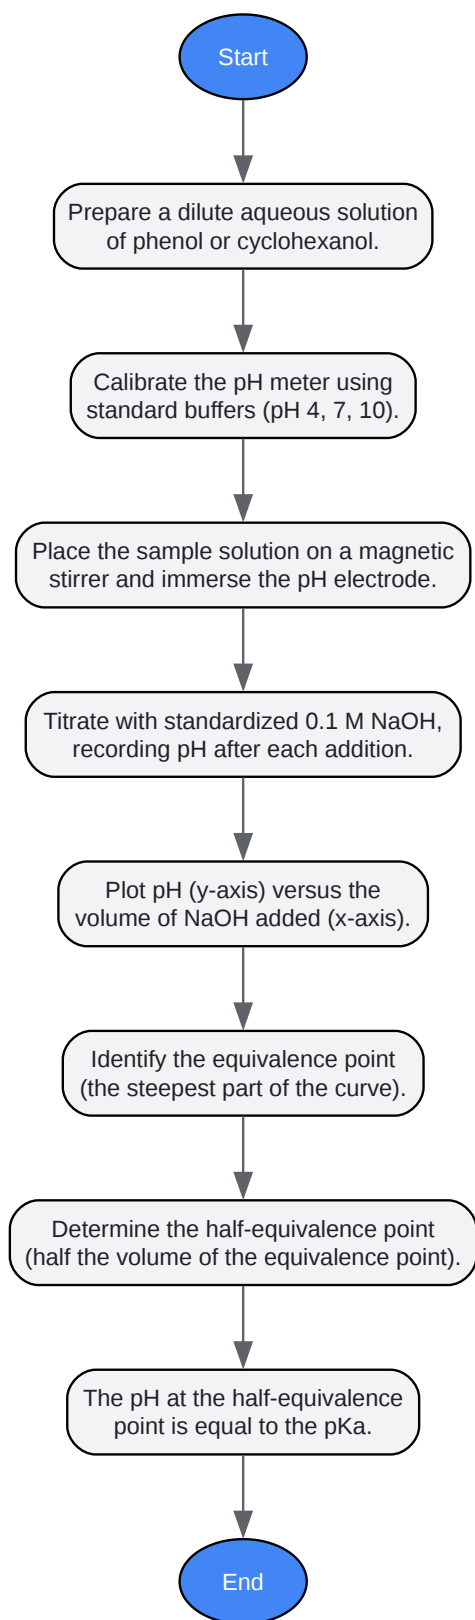 Start
Prepare a dilute aqueous solution
of phenol or cyclohexanol.
Calibrate the pH meter using
standard buffers (pH 4, 7, 10).
Place the sample solution on a magnetic
stirrer and immerse the pH electrode.
Titrate with standardized 0.1 M NaOH,
recording pH after each addition.
Plot pH (y-axis) versus the
volume of NaOH added (x-axis).
Identify the equivalence point
(the steepest part of the curve).
Determine the half-equivalence point
(half the volume of the equivalence point).
The pH at the half-equivalence
point is equal to the pKa.
End